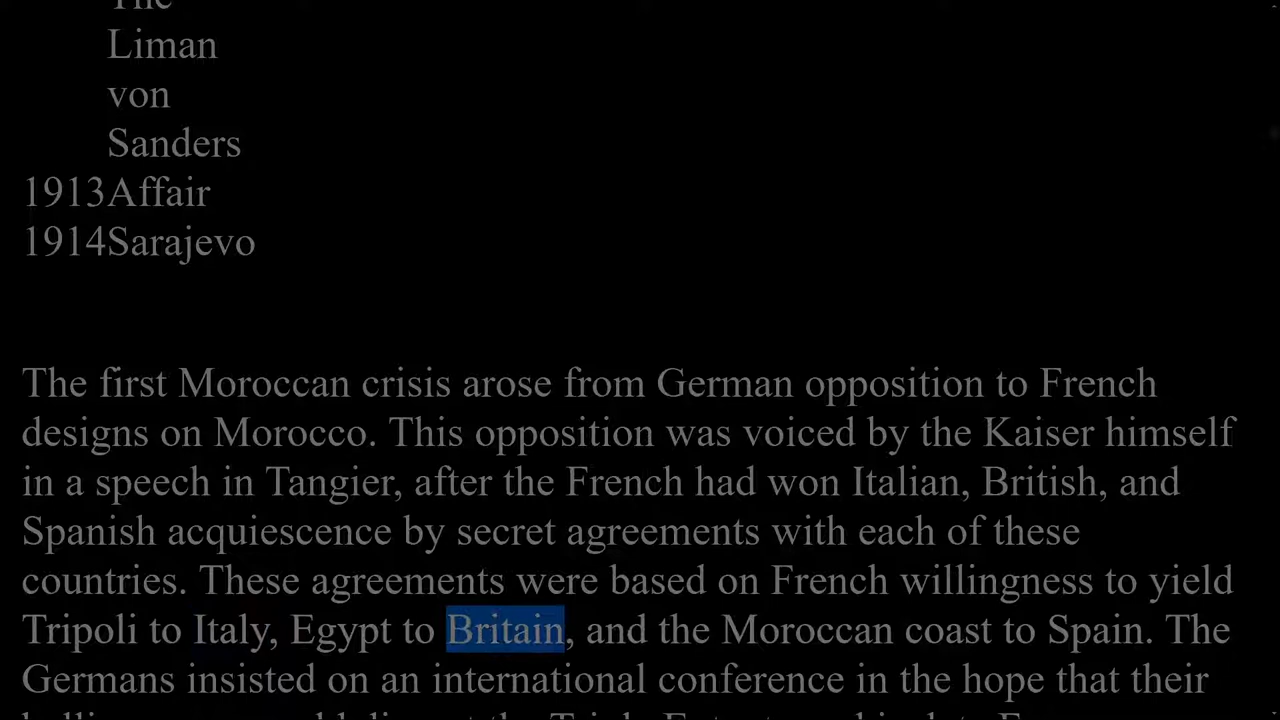 The
Liman
von
Sanders
1913Affair
1914Sarajevo
The first Moroccan crisis arose from German opposition to French
designs on Morocco. This opposition was voiced by the Kaiser himself
in a speech in Tangier, after the French had won Italian, British, and
Spanish acquiescence by secret agreements with each of these
countries. These agreements were based on French willingness to yield
Tripoli to Italy, Egypt to Britain, and the Moroccan coast to Spain. The
Germans insisted on an international conference in the hope that their